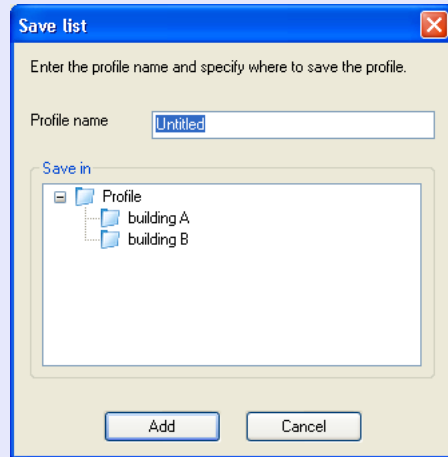 Save list
Enter the profile name and specify where to save the profile.
Profile name Untitled
Save in
Profile
building A
building B
Add Cancel